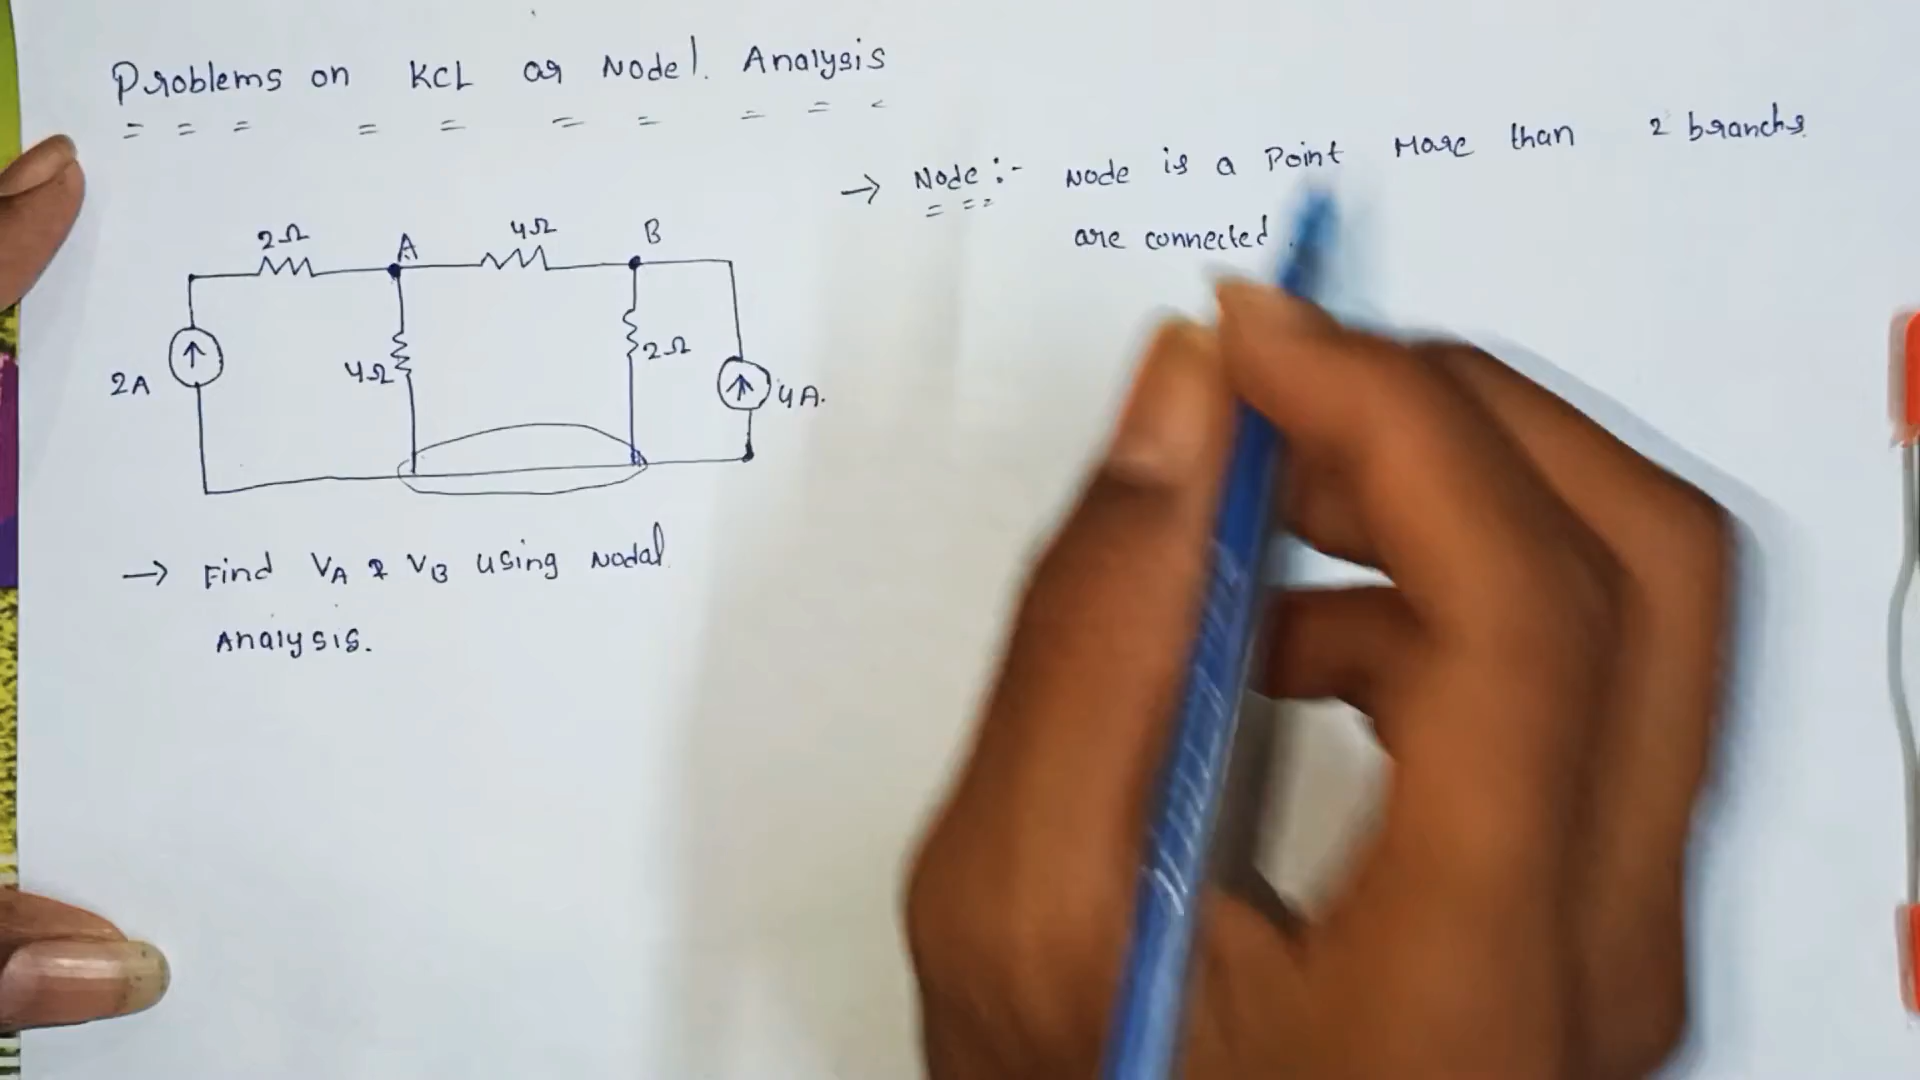 Problems on KCL or Nodel. Analysis
→ Node :- Node is a Point More than 2 branchs
are connected.
2Ω
A
4Ω
B
2A
4Ω
2Ω
4A.
→ Find VA & VB using Nodal
Analysis.